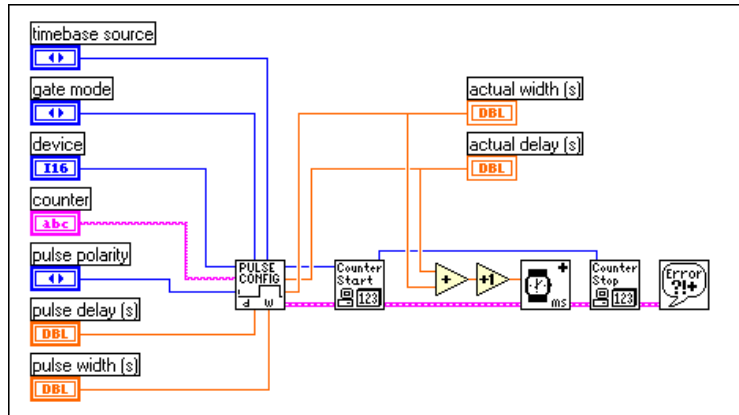 timebase source
gate mode
device
I16
counter
abc
pulse polarity
pulse delay (s)
DBL
pulse width (s)
DBL
PULSE
CONFIG
d w
Counter
Start
123
actual width (s)
DBL
actual delay (s)
DBL
+
+1
+
ms
Counter
Stop
123
Error
?!+